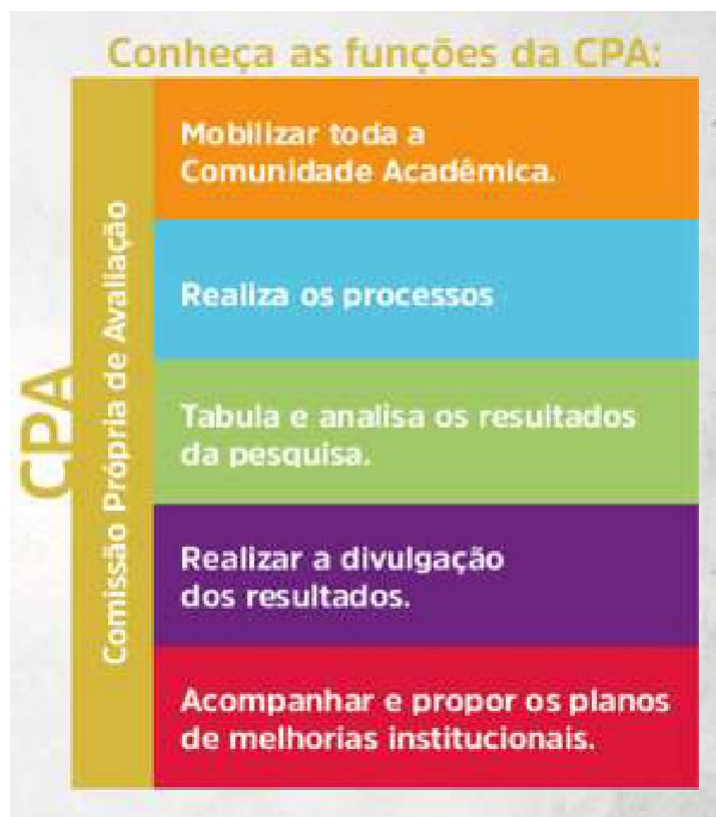 Conheça as funções da CPA:
CPA
Comissão Própria de Avaliação
Mobilizar toda a
Comunidade Acadêmica.
Realiza os processos
Tabula e analisa os resultados
da pesquisa.
Realizar a divulgação
dos resultados.
Acompanhar e propor os planos
de melhorias institucionais.